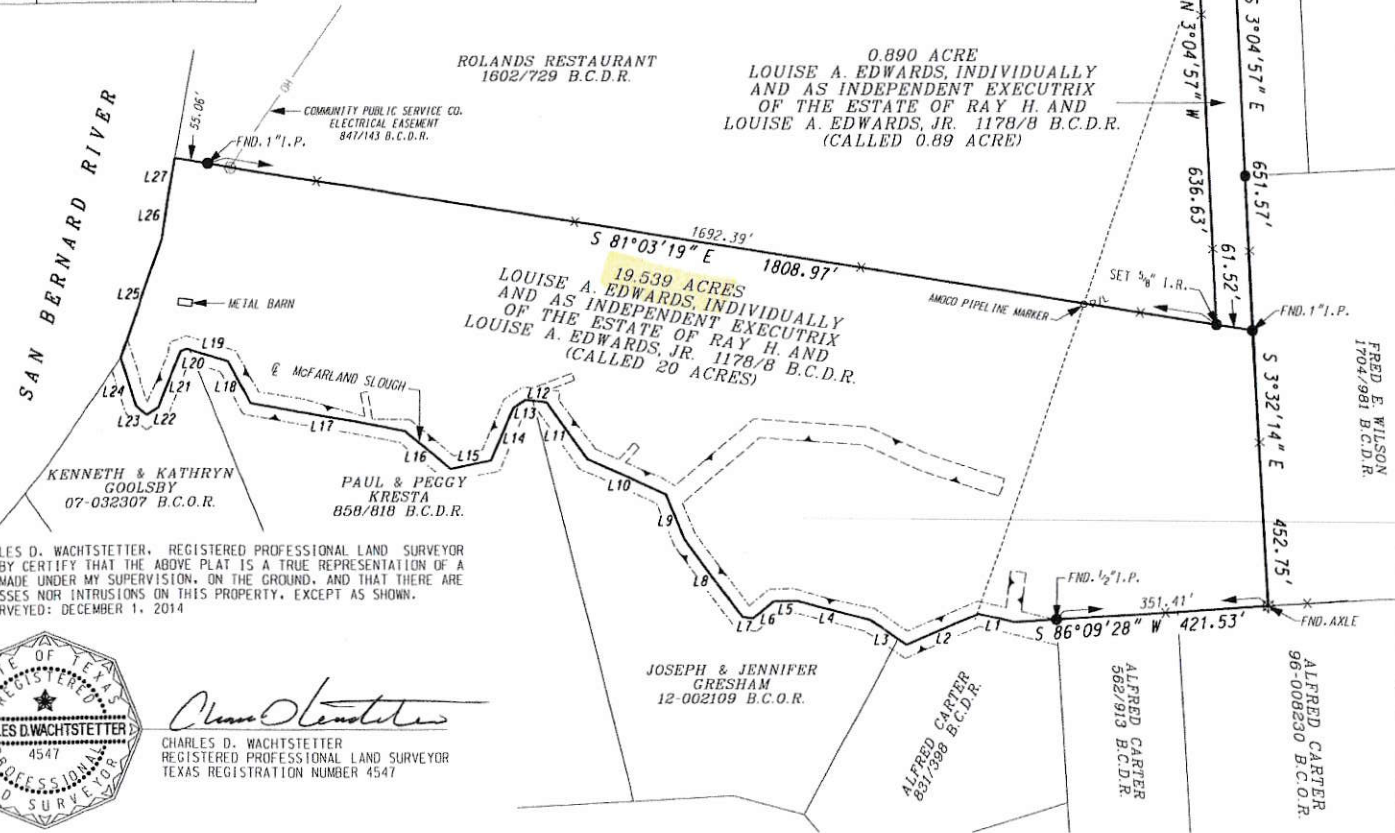 ROLANDS RESTAURANT
1602/729 B.C.D.R.
0.890 ACRE
LOUISE A. EDWARDS, INDIVIDUALLY
AND AS INDEPENDENT EXECUTRIX
OF THE ESTATE OF RAY H. AND
LOUISE A. EDWARDS, JR. 1178/8 B.C.D.R.
(CALLED 0.89 ACRE)
N 3°04'57" W
636.63'
S 3°04'57" E
651.57'
SAN BERNARD RIVER
55.06'
OH
COMMUNITY PUBLIC SERVICE CO.
ELECTRICAL EASEMENT
847/143 B.C.D.R.
FND. 1" I.P.
L27
L26
L25
METAL BARN
1692.39'
S 81°03'19" E 1808.97'
19.539 ACRES
LOUISE A. EDWARDS, INDIVIDUALLY
AND AS INDEPENDENT EXECUTRIX
OF THE ESTATE OF RAY H. AND
LOUISE A. EDWARDS, JR. 1178/8 B.C.D.R.
(CALLED 20 ACRES)
AMOCO PIPELINE MARKER
SET 5/8" I.R.
61.52'
FND. 1" I.P.
FRED E. WILSON
1704/981 B.C.D.R.
S 3°32'14" E
452.75'
℄ McFARLAND SLOUGH
L24
L23
L22
L21
L20
L19
L18
L17
L16
L15
L14
L13
L12
L11
L10
L9
L8
L7
L6
L5
L4
L3
L2
L1
KENNETH & KATHRYN
GOOLSBY
07-032307 B.C.O.R.
PAUL & PEGGY
KRESTA
858/818 B.C.D.R.
FND. 1/2" I.P.
351.41'
S 86°09'28" W 421.53'
FND. AXLE
JOSEPH & JENNIFER
GRESHAM
12-002109 B.C.O.R.
ALFRED CARTER
831/398 B.C.D.R.
ALFRED CARTER
562/913 B.C.D.R.
ALFRED CARTER
96-008230 B.C.O.R.
LES D. WACHTSTETTER, REGISTERED PROFESSIONAL LAND SURVEYOR
BY CERTIFY THAT THE ABOVE PLAT IS A TRUE REPRESENTATION OF A
MADE UNDER MY SUPERVISION, ON THE GROUND, AND THAT THERE ARE
SSES NOR INTRUSIONS ON THIS PROPERTY, EXCEPT AS SHOWN.
RVEYED: DECEMBER 1, 2014
TE OF TEXAS
REGISTERED
LES D. WACHTSTETTER
4547
OFESSIONAL
D SURVEYOR
CHARLES D. WACHTSTETTER
REGISTERED PROFESSIONAL LAND SURVEYOR
TEXAS REGISTRATION NUMBER 4547